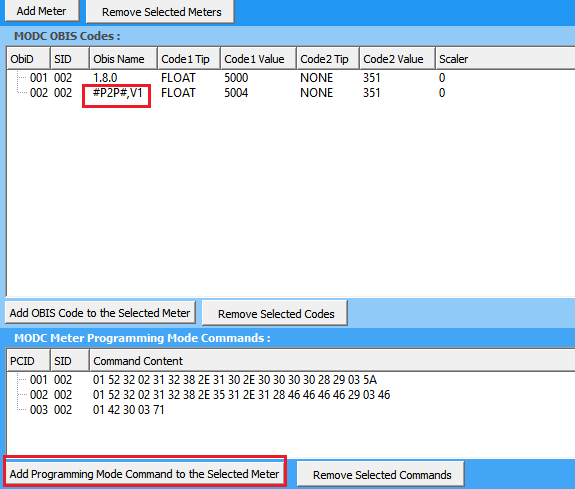 Add Meter Remove Selected Meters
MODC OBIS Codes :
ObiD SID Obis Name Code1 Tip Code1 Value Code2 Tip Code2 Value Scaler
001 002 1.8.0 FLOAT 5000 NONE 351 0
002 002 #P2P#,V1 FLOAT 5004 NONE 351 0
Add OBIS Code to the Selected Meter Remove Selected Codes
MODC Meter Programming Mode Commands :
PCID SID Command Content
001 002 01 52 32 02 31 32 38 2E 31 30 2E 30 30 30 30 28 29 03 5A
002 002 01 52 32 02 31 32 38 2E 35 31 2E 31 28 46 46 46 46 29 03 46
003 002 01 42 30 03 71
Add Programming Mode Command to the Selected Meter Remove Selected Commands